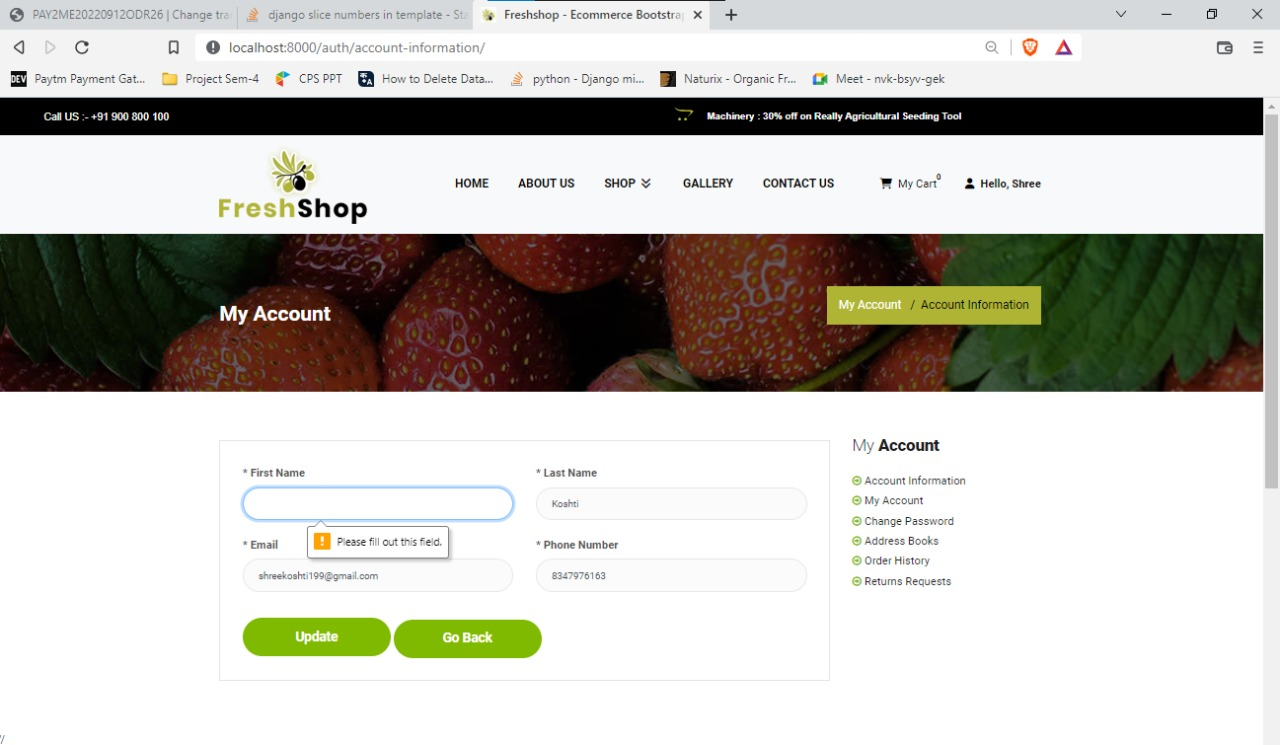 PAY2ME20220912ODR26 | Change tra
django slice numbers in template - Sta
Freshshop - Ecommerce Bootstrap
localhost:8000/auth/account-information/
DEV Paytm Payment Gat... Project Sem-4 CPS PPT How to Delete Data... python - Django mi... Naturix - Organic Fr... Meet - nvk-bsyv-gek
Call US :- +91 900 800 100
Machinery : 30% off on Really Agricultural Seeding Tool
FreshShop
HOME ABOUT US SHOP GALLERY CONTACT US My Cart 0 Hello, Shree
My Account
My Account / Account Information
* First Name
* Last Name
Koshti
Please fill out this field.
* Email
* Phone Number
shreekoshti199@gmail.com
8347976163
Update
Go Back
My Account
Account Information
My Account
Change Password
Address Books
Order History
Returns Requests
//